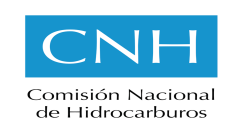 CNH
Comisión Nacional
de Hidrocarburos